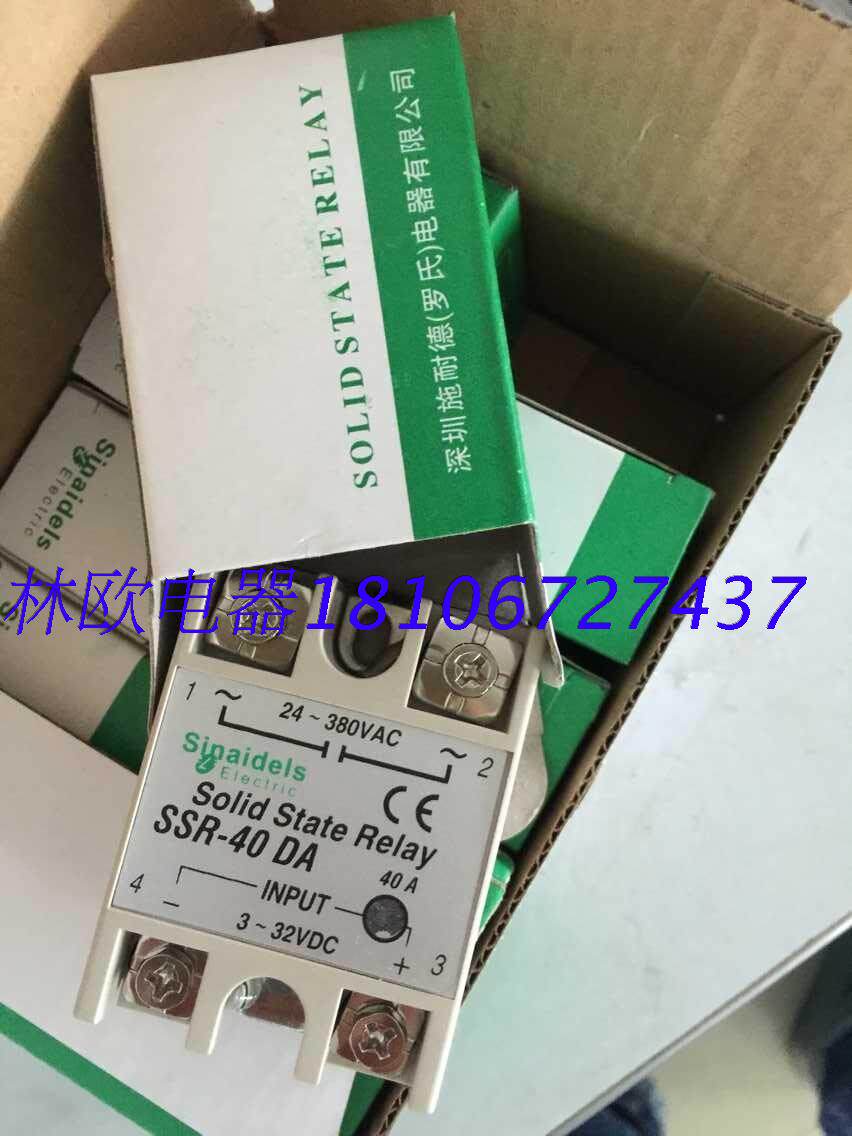 SOLID STATE RELAY
深圳施耐德(罗氏)电器有限公司
Sinaidels
Electric
林欧电器18106727437
1 ~
24~380VAC
~ 2
Sinaidels
Electric
CE
Solid State Relay
SSR-40 DA
40 A
4 -
INPUT
3~32VDC
+ 3